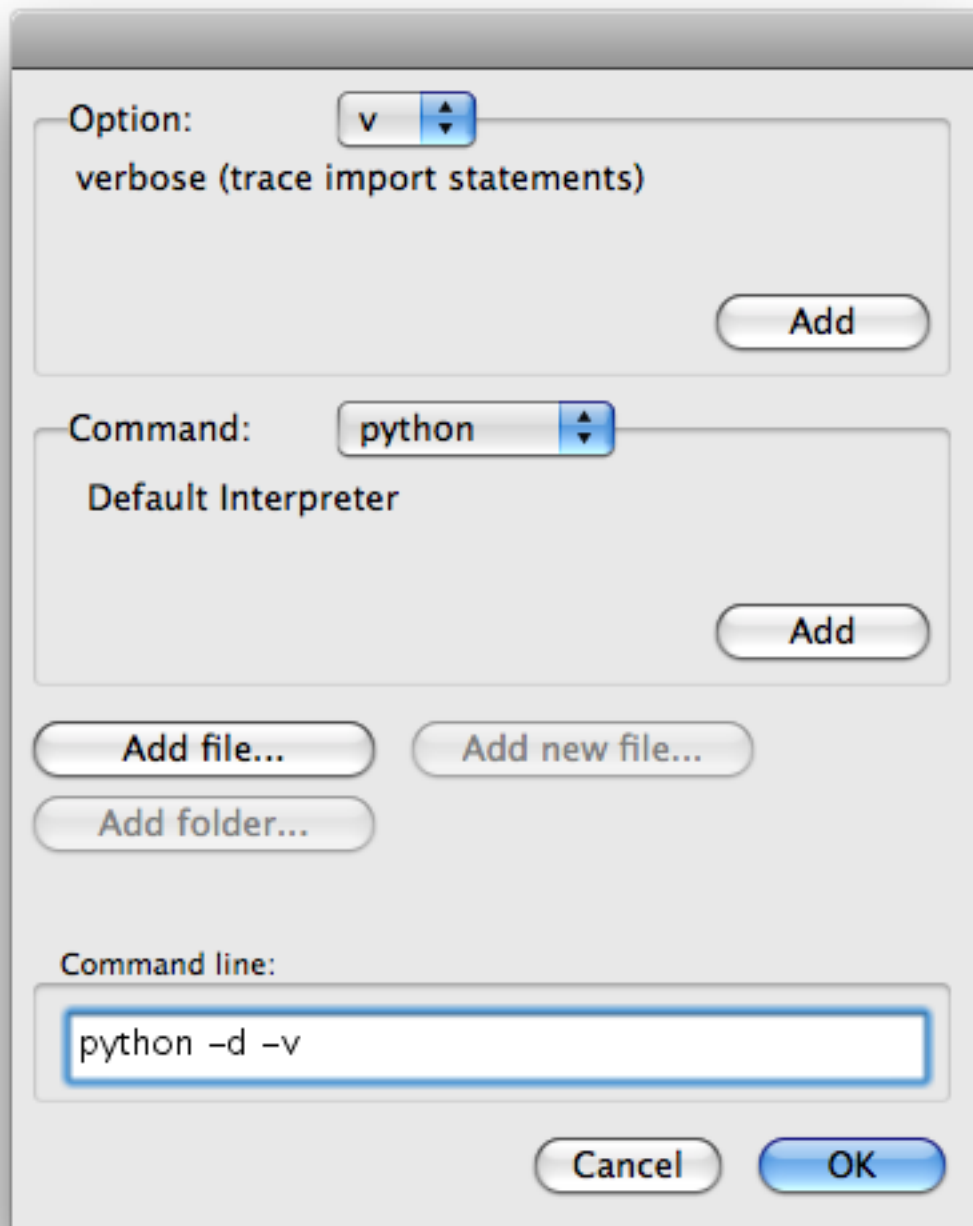 Option: v
verbose (trace import statements)
Add
Command: python
Default Interpreter
Add
Add file... Add new file...
Add folder...
Command line:
python –d –v
Cancel OK